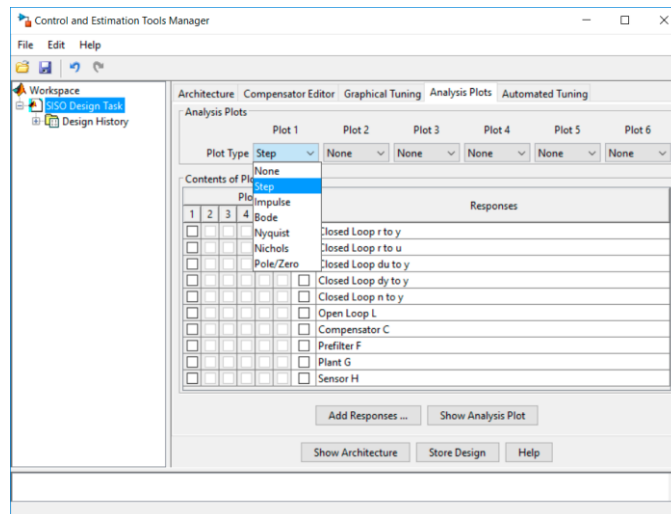 Control and Estimation Tools Manager
File Edit Help
Workspace
SISO Design Task
Design History
Architecture Compensator Editor Graphical Tuning Analysis Plots Automated Tuning
Analysis Plots
Plot 1 Plot 2 Plot 3 Plot 4 Plot 5 Plot 6
Plot Type Step None None None None None
None
Step
Impulse
Bode
Nyquist
Nichols
Pole/Zero
Contents of Plo
Plo
Responses
1 2 3 4
Closed Loop r to y
Closed Loop r to u
Closed Loop du to y
Closed Loop dy to y
Closed Loop n to y
Open Loop L
Compensator C
Prefilter F
Plant G
Sensor H
Add Responses ... Show Analysis Plot
Show Architecture Store Design Help